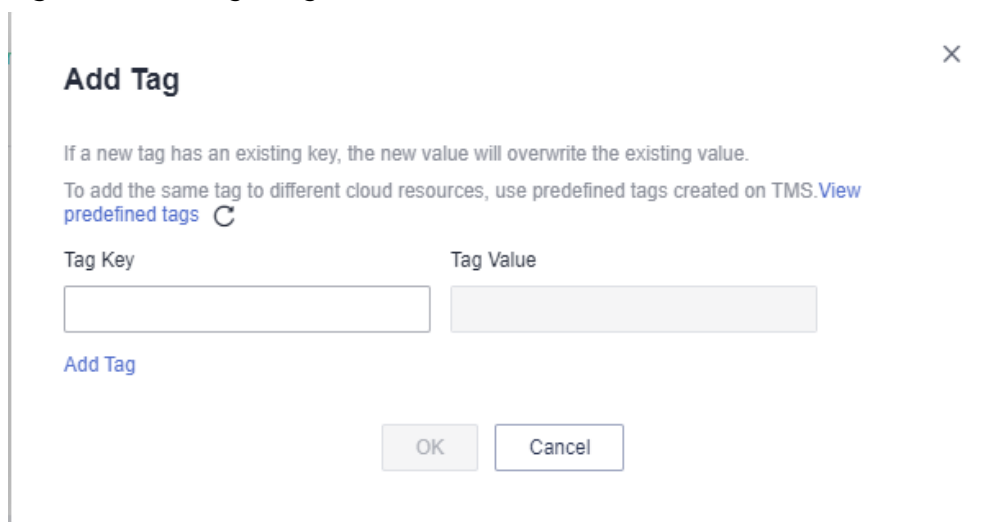 Add Tag
If a new tag has an existing key, the new value will overwrite the existing value.
To add the same tag to different cloud resources, use predefined tags created on TMS.View
predefined tags
Tag Key Tag Value
Add Tag
OK Cancel